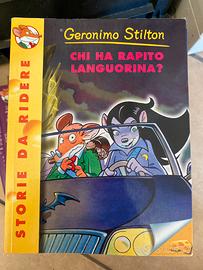 Geronimo Stilton
CHI HA RAPITO
LANGUORINA?
STORIE DA RIDERE